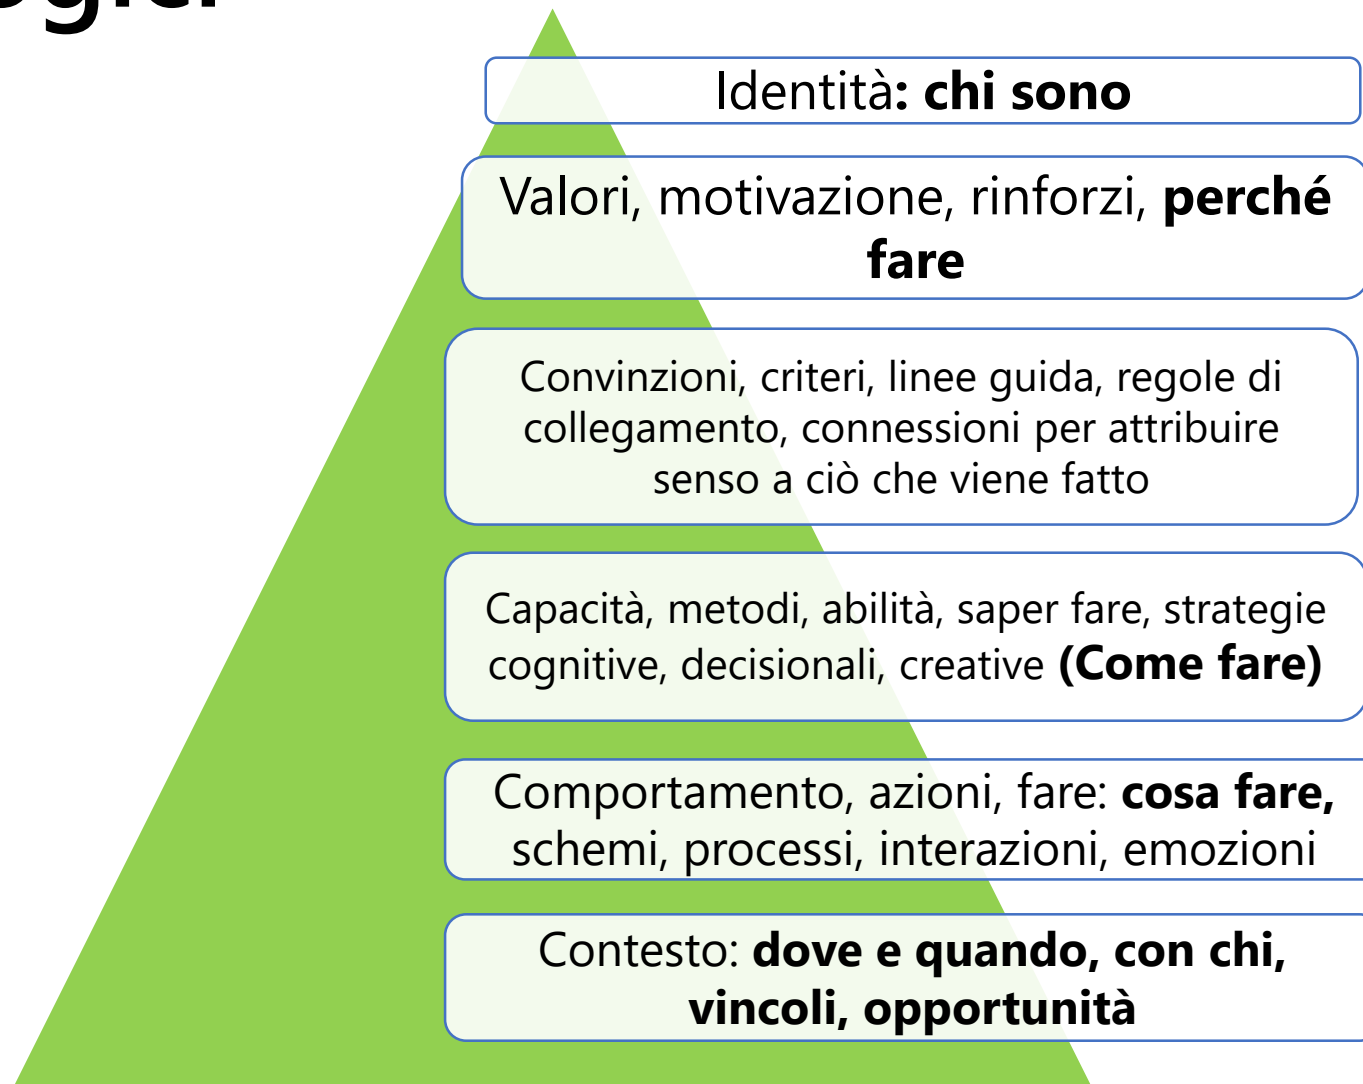 Identità: chi sono
Valori, motivazione, rinforzi, perché
fare
Convinzioni, criteri, linee guida, regole di
collegamento, connessioni per attribuire
senso a ciò che viene fatto
Capacità, metodi, abilità, saper fare, strategie
cognitive, decisionali, creative (Come fare)
Comportamento, azioni, fare: cosa fare,
schemi, processi, interazioni, emozioni
Contesto: dove e quando, con chi,
vincoli, opportunità